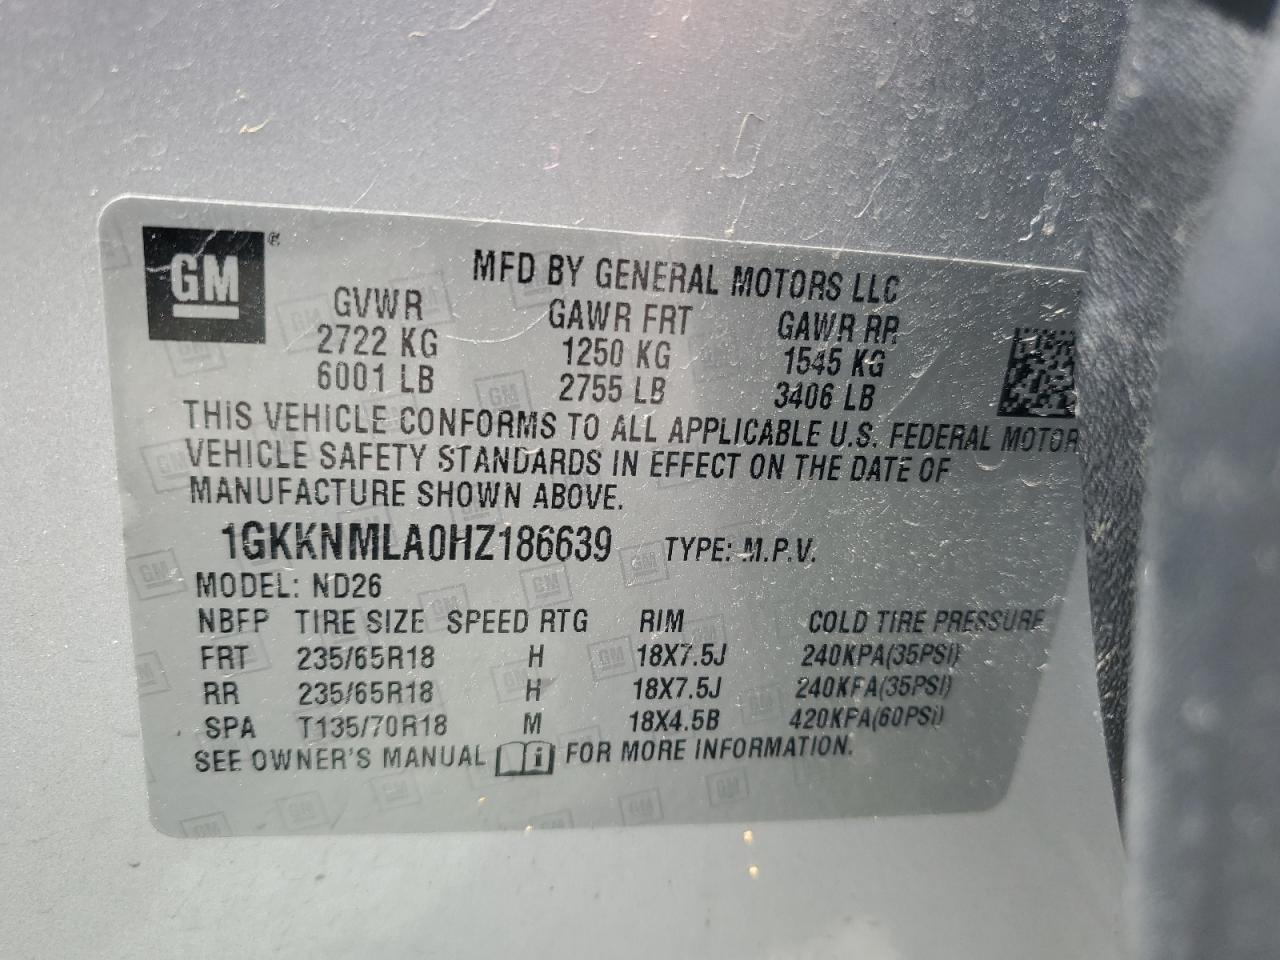 GM
MFD BY GENERAL MOTORS LLC
GVWR GAWR FRT GAWR RR
2722 KG 1250 KG 1545 KG
6001 LB 2755 LB 3406 LB
THIS VEHICLE CONFORMS TO ALL APPLICABLE U.S. FEDERAL MOTOR
VEHICLE SAFETY STANDARDS IN EFFECT ON THE DATE OF
MANUFACTURE SHOWN ABOVE.
1GKKNMLA0HZ186639 TYPE: M.P.V.
MODEL: ND26
NBFP TIRE SIZE SPEED RTG RIM COLD TIRE PRESSURE
FRT 235/65R18 H 18X7.5J 240KPA(35PSI)
RR 235/65R18 H 18X7.5J 240KPA(35PSI)
SPA T135/70R18 M 18X4.5B 420KPA(60PSI)
SEE OWNER'S MANUAL i FOR MORE INFORMATION.